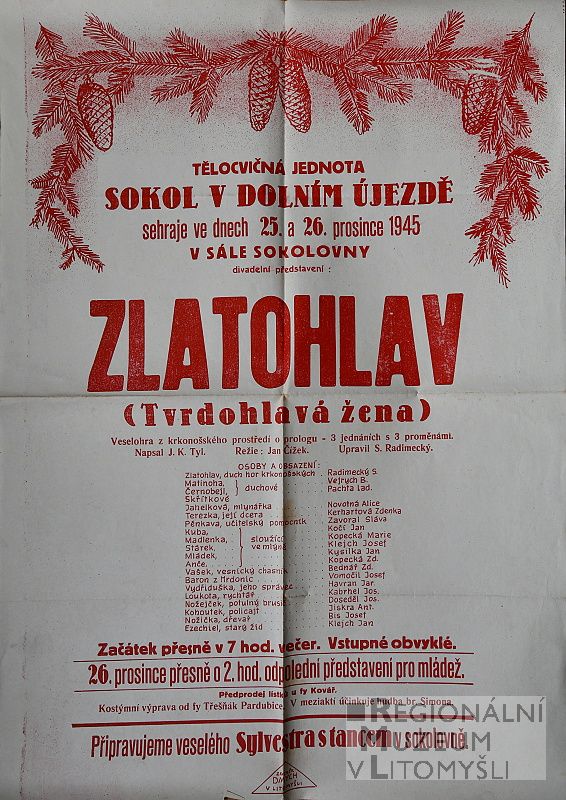 TĚLOCVIČNÁ JEDNOTA
SOKOL V DOLNÍM ÚJEZDĚ
sehraje ve dnech 25. a 26. prosince 1945
V SÁLE SOKOLOVNY
divadelní představení :
ZLATOHLAV
(Tvrdohlavá žena)
Veselohra z krkonošského prostředí o prologu - 3 jednáních s 3 proměnámi.
Napsal J. K. Tyl. Režie : Jan Čížek. Upravil S. Radimecký.
OSOBY A OBSAZENÍ :
Zlatohlav, duch hor krkonošských Radimecký S.
Matinoha, Vejrych B.
Černoběj, } duchové Pachta Lad.
Skřítkové
Jahelková, mlynářka Novotná Alice
Terezka, její dcera Kerhartová Zdenka
Pěnkava, učitelský pomocník Zavoral Sláva
Kuba, Kočí Jan
Madlenka, Kopecká Marie
Stárek, } sloužící ve mlýně Klejch Josef
Mládek, Kysilka Jan
Anče, Kopecká Zd.
Vašek, vesnický chasník Bednář Zd.
Baron z Hrdonic Vomočil Josef
Vydřiduška, jeho správec Havran Jar.
Loukota, rychtář Kabrhel Jos.
Nožejček, potulný brusič Doseděl Jos.
Kohoutek, policajt Jiskra Ant.
Nožička, dřevař Bis Josef
Ezechiel, starý žid Klejch Jan
Začátek přesně v 7 hod. večer. Vstupné obvyklé.
26. prosince přesně o 2. hod. odpolední představení pro mládež.
Předprodej lístků u fy Kovář.
Kostýmní výprava od fy Třešňák Pardubice. V meziaktí účinkuje hudba br. Simona.
Připravujeme veselého Sylvestra s tancem v sokolovně.
V LITOMYŠLI
REGIONÁLNÍ
MUZEUM
V LITOMYŠLI